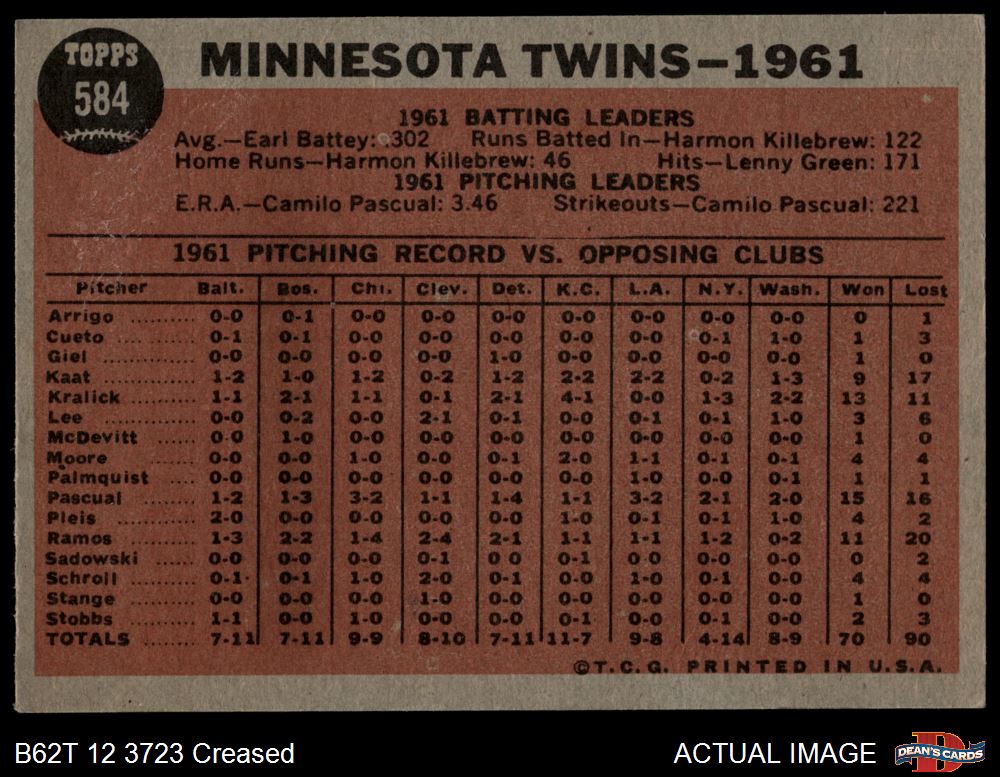 TOPPS
584
MINNESOTA TWINS—1961
1961 BATTING LEADERS
Avg.—Earl Battey: .302 Runs Batted In—Harmon Killebrew: 122
Home Runs—Harmon Killebrew: 46 Hits—Lenny Green: 171
1961 PITCHING LEADERS
E.R.A.—Camilo Pascual: 3.46 Strikeouts—Camilo Pascual: 221
1961 PITCHING RECORD VS. OPPOSING CLUBS
Pitcher Balt. Bos. Chi. Clev. Det. K.C. L.A. N.Y. Wash. Won Lost
Arrigo .......... 0-0 0-1 0-0 0-0 0-0 0-0 0-0 0-0 0-0 0 1
Cueto .......... 0-1 0-1 0-0 0-0 0-0 0-0 0-0 0-1 1-0 1 3
Giel .......... 0-0 0-0 0-0 0-0 1-0 0-0 0-0 0-0 0-0 1 0
Kaat .......... 1-2 1-0 1-2 0-2 1-2 2-2 2-2 0-2 1-3 9 17
Kralick .......... 1-1 2-1 1-1 0-1 2-1 4-1 0-0 1-3 2-2 13 11
Lee .......... 0-0 0-2 0-0 2-1 0-1 0-0 0-1 0-1 1-0 3 6
McDevitt ..... 0-0 1-0 0-0 0-0 0-0 0-0 0-0 0-0 0-0 1 0
Moore ..... 0-0 0-0 1-0 0-0 0-1 2-0 1-1 0-1 0-1 4 4
Palmquist .... 0-0 0-0 0-0 0-0 0-0 0-0 1-0 0-0 0-1 1 1
Pascual ........ 1-2 1-3 3-2 1-1 1-4 1-1 3-2 2-1 2-0 15 16
Pleis .......... 2-0 0-0 0-0 0-0 0-0 1-0 0-1 0-1 1-0 4 2
Ramos .......... 1-3 2-2 1-4 2-4 2-1 1-1 1-1 1-2 0-2 11 20
Sadowski ...... 0-0 0-0 0-0 0-1 0 0 0-1 0 0 0-0 0-0 0 2
Schroll ........ 0-1 0-1 1-0 2-0 0-1 0-0 1-0 0-1 0-0 4 4
Stange ........ 0-0 0-0 0-0 1-0 0-0 0-0 0-0 0-0 0-0 1 0
Stobbs ........ 1-1 0-0 1-0 0-0 0-1 0-1 0-0 0-0 0-0 2 3
TOTALS ........ 7-11 7-11 9-9 8-10 7-11 11-7 9-8 4-14 8-9 70 90
©T.C.G. PRINTED IN U.S.A.
B62T 12 3723 Creased ACTUAL IMAGE
DEAN'S CARDS